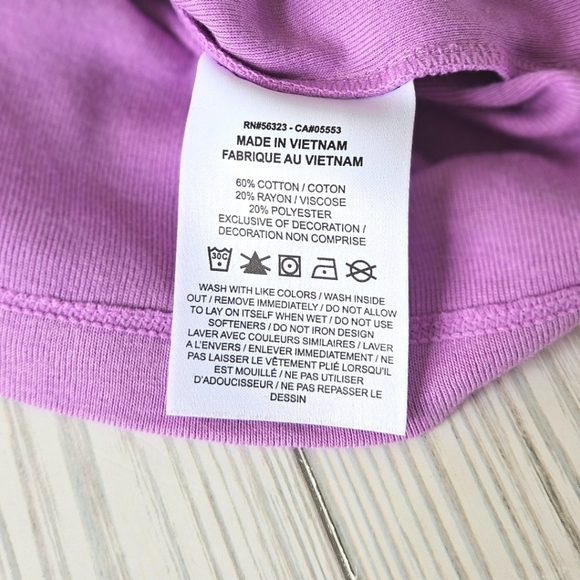 RN#56323 - CA#05553
MADE IN VIETNAM
FABRIQUE AU VIETNAM
60% COTTON / COTON
20% RAYON / VISCOSE
20% POLYESTER
EXCLUSIVE OF DECORATION /
DECORATION NON COMPRISE
30C
WASH WITH LIKE COLORS / WASH INSIDE
OUT / REMOVE IMMEDIATELY / DO NOT ALLOW
TO LAY ON ITSELF WHEN WET / DO NOT USE
SOFTENERS / DO NOT IRON DESIGN
LAVER AVEC COULEURS SIMILAIRES / LAVER
A L'ENVERS / ENLEVER IMMEDIATEMENT / NE
PAS LAISSER LE VÊTEMENT PLIÉ LORSQU'IL
EST MOUILLÉ / NE PAS UTILISER
D'ADOUCISSEUR / NE PAS REPASSER LE
DESSIN